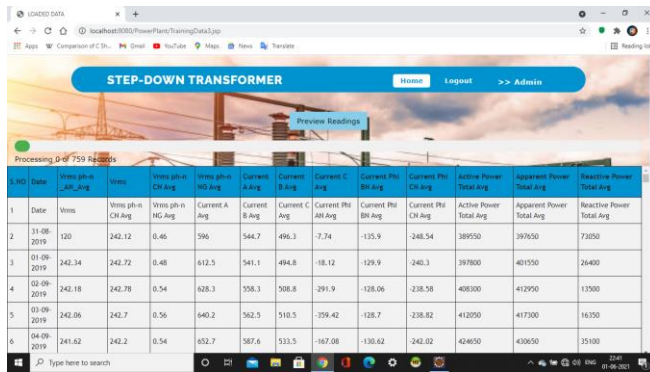 LOADED DATA
localhost:8080/PowerPlant/TrainingData3.jsp
Apps Comparison of C Sh... Gmail YouTube Maps News Translate Reading list
STEP-DOWN TRANSFORMER Home Logout >> Admin
Preview Readings
Processing 0 of 759 Records
S.NO Date Vrms ph-n _AN_Avg Vrms Vrms ph-n CN Avg Vrms ph-n NG Avg Current A Avg Current B Avg Current C Avg Current Phi BN Avg Current Phi CN Avg Active Power Total Avg Apparent Power Total Avg Reactive Power Total Avg
1 Date Vrms Vrms ph-n CN Avg Vrms ph-n NG Avg Current A Avg Current B Avg Current C Avg Current Phi AN Avg Current Phi BN Avg Current Phi CN Avg Active Power Total Avg Apparent Power Total Avg Reactive Power Total Avg
2 31-08-2019 120 242.12 0.46 596 544.7 496.3 -7.74 -135.9 -248.54 389550 397650 73050
3 01-09-2019 242.34 242.72 0.48 612.5 541.1 494.8 -18.12 -129.9 -240.3 397800 401550 26400
4 02-09-2019 242.18 242.78 0.54 628.3 558.3 508.8 -291.9 -128.06 -238.58 408300 412950 13500
5 03-09-2019 242.06 242.7 0.56 640.2 562.5 510.5 -359.42 -128.7 -238.82 412050 417300 16350
6 04-09-2019 241.62 242.2 0.54 652.7 587.6 533.5 -167.08 -130.62 -242.02 424650 430650 35100
Type here to search ENG 22:41
01-06-2021